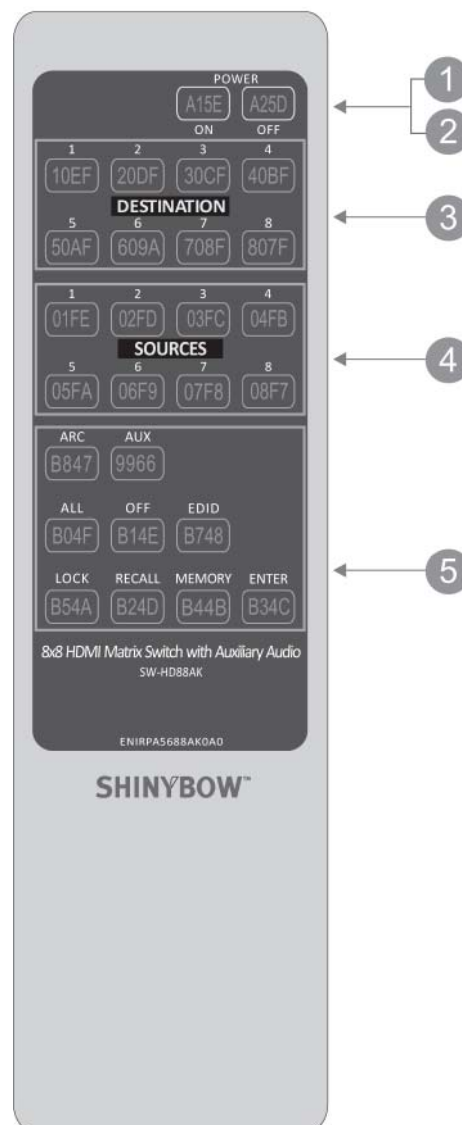 POWER
A15E A25D
ON OFF
1
2
1 2 3 4
10EF 20DF 30CF 40BF
DESTINATION
3
5 6 7 8
50AF 609A 708F 807F
1 2 3 4
01FE 02FD 03FC 04FB
SOURCES
4
5 6 7 8
05FA 06F9 07F8 08F7
ARC AUX
B847 9966
ALL OFF EDID
B04F B14E B748
5
LOCK RECALL MEMORY ENTER
B54A B24D B44B B34C
8x8 HDMI Matrix Switch with Auxiliary Audio
SW-HD88AK
ENIRPA5688AK0A0
SHINYBOW™